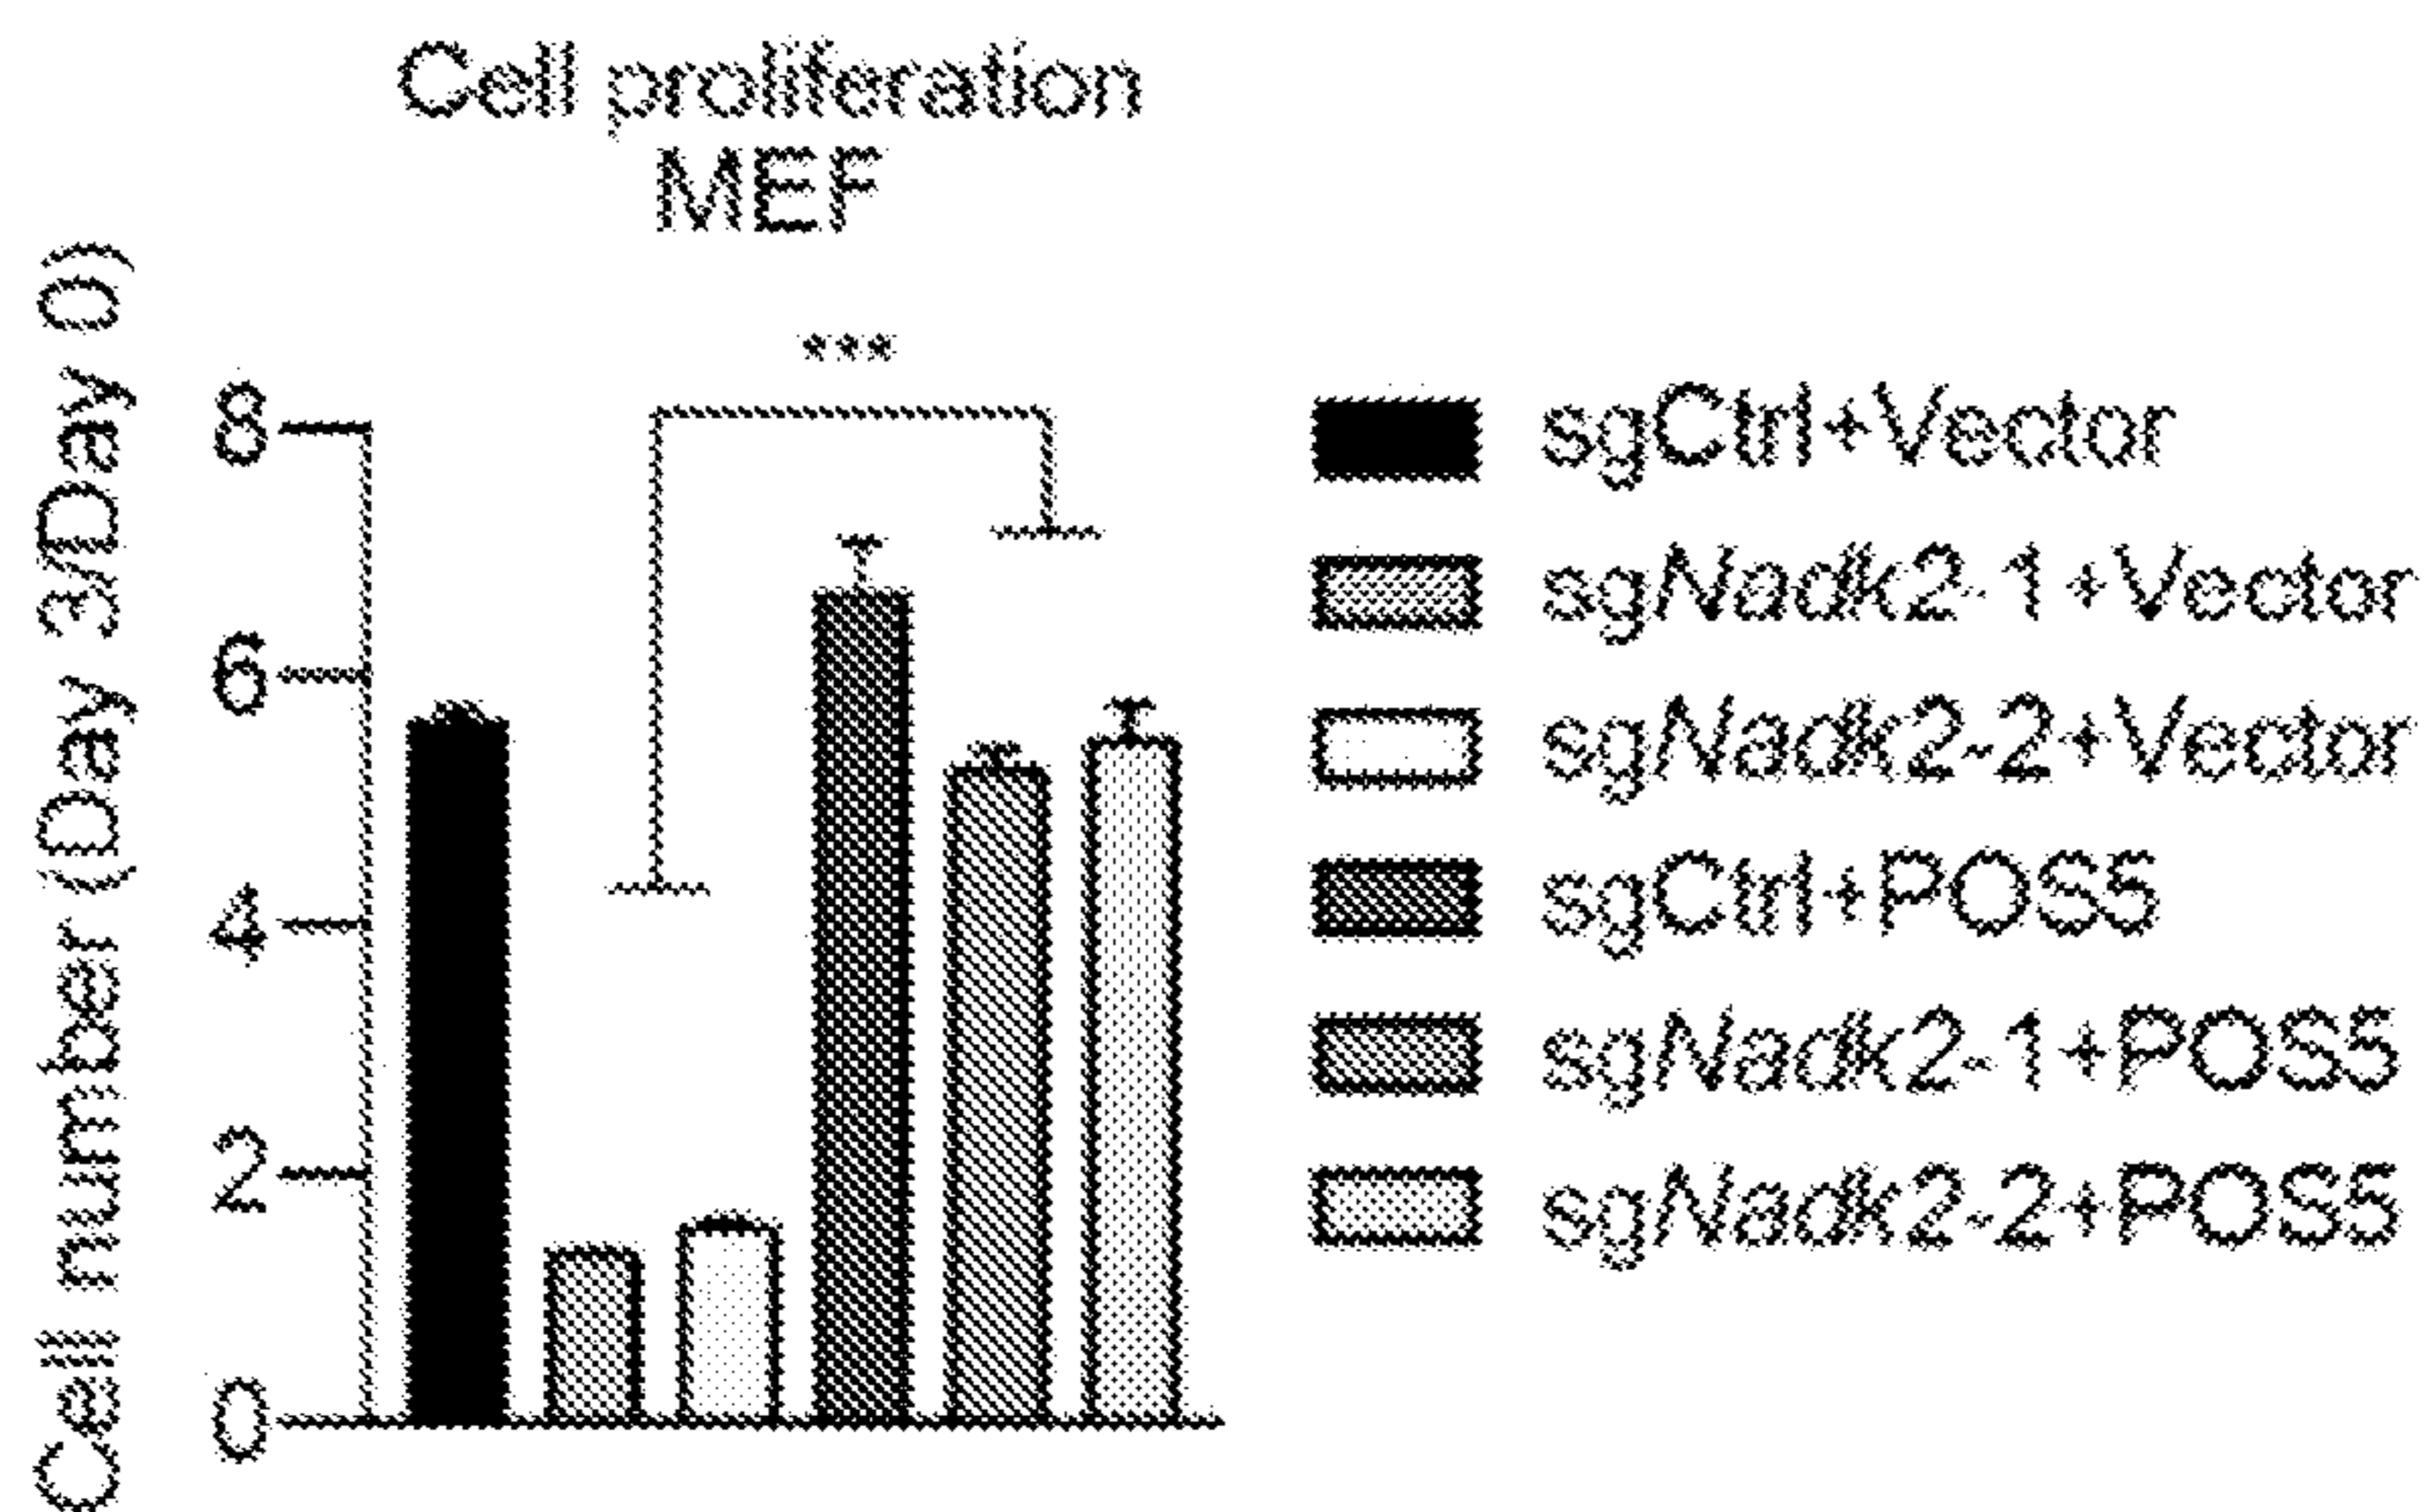 Cell proliferation
MEF
Cell number (Day 3/Day 0)
***
8
6
4
2
0
sgCtrl+Vector
sgNadk2-1+Vector
sgNadk2-2+Vector
sgCtrl+POS5
sgNadk2-1+POS5
sgNadk2-2+POS5